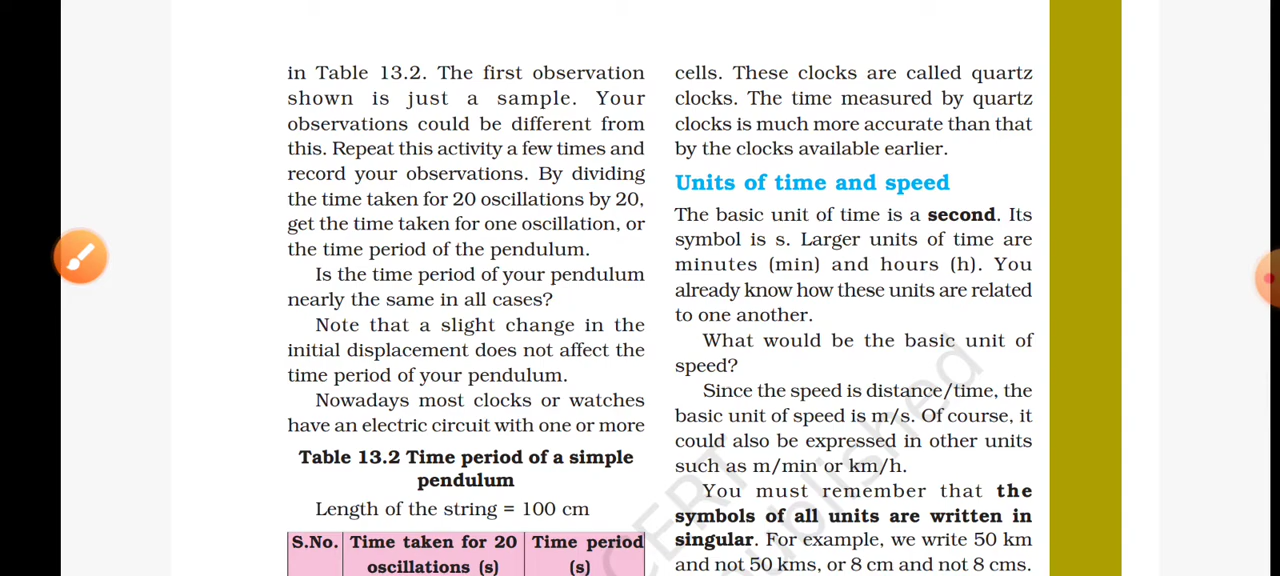 in Table 13.2. The first observation
shown is just a sample. Your
observations could be different from
this. Repeat this activity a few times and
record your observations. By dividing
the time taken for 20 oscillations by 20,
get the time taken for one oscillation, or
the time period of the pendulum.
Is the time period of your pendulum
nearly the same in all cases?
Note that a slight change in the
initial displacement does not affect the
time period of your pendulum.
Nowadays most clocks or watches
have an electric circuit with one or more
Table 13.2 Time period of a simple
pendulum
Length of the string = 100 cm
S.No. Time taken for 20 Time period
oscillations (s) (s)
cells. These clocks are called quartz
clocks. The time measured by quartz
clocks is much more accurate than that
by the clocks available earlier.
Units of time and speed
The basic unit of time is a second. Its
symbol is s. Larger units of time are
minutes (min) and hours (h). You
already know how these units are related
to one another.
What would be the basic unit of
speed?
Since the speed is distance/time, the
basic unit of speed is m/s. Of course, it
could also be expressed in other units
such as m/min or km/h.
You must remember that the
symbols of all units are written in
singular. For example, we write 50 km
and not 50 kms, or 8 cm and not 8 cms.